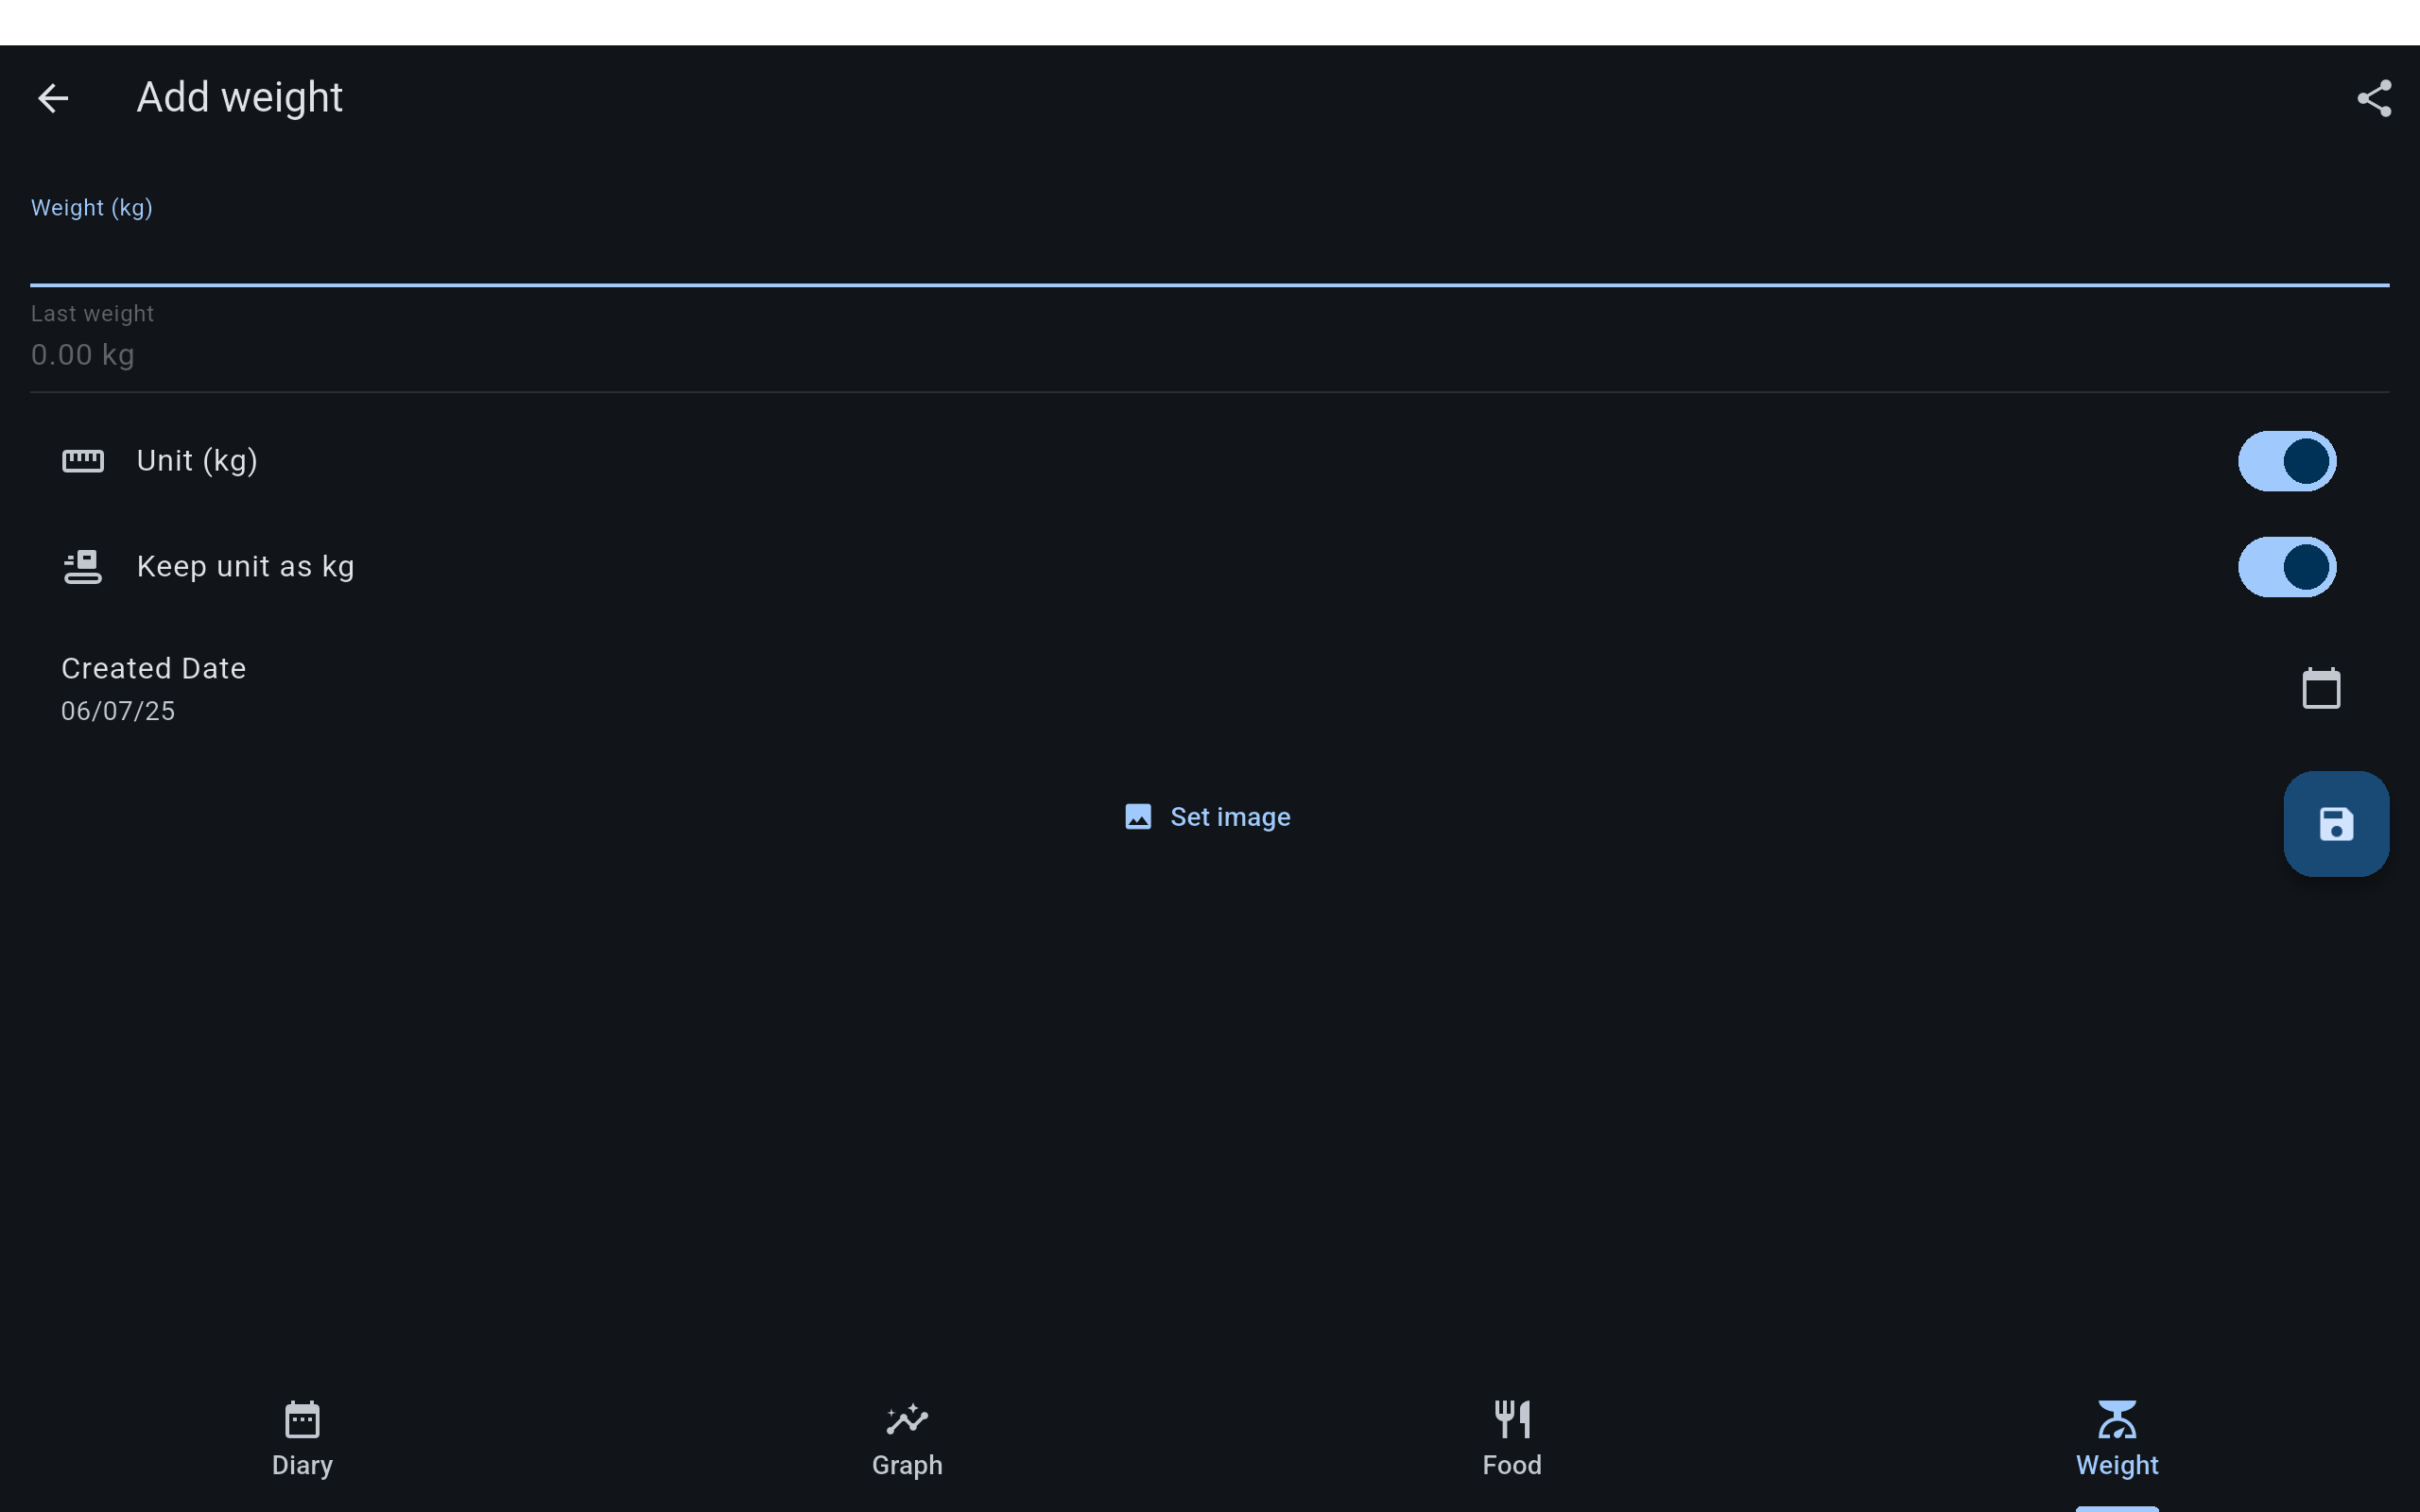 Add weight
Weight (kg)
Last weight
0.00 kg
Unit (kg)
Keep unit as kg
Created Date
06/07/25
Set image
Diary
Graph
Food
Weight